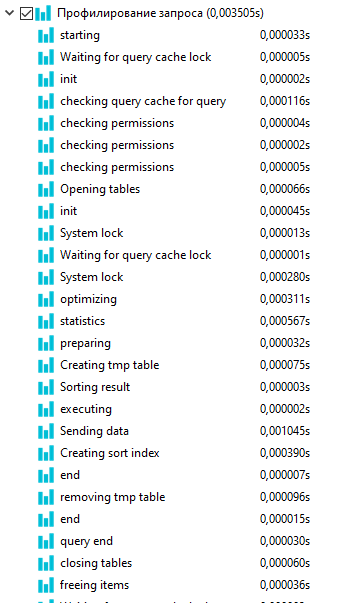 Профилирование запроса (0,003505s)
starting 0,000033s
Waiting for query cache lock 0,000005s
init 0,000002s
checking query cache for query 0,000116s
checking permissions 0,000004s
checking permissions 0,000002s
checking permissions 0,000005s
Opening tables 0,000066s
init 0,000045s
System lock 0,000013s
Waiting for query cache lock 0,000001s
System lock 0,000280s
optimizing 0,000311s
statistics 0,000567s
preparing 0,000032s
Creating tmp table 0,000075s
Sorting result 0,000003s
executing 0,000002s
Sending data 0,001045s
Creating sort index 0,000390s
end 0,000007s
removing tmp table 0,000096s
end 0,000015s
query end 0,000030s
closing tables 0,000060s
freeing items 0,000036s